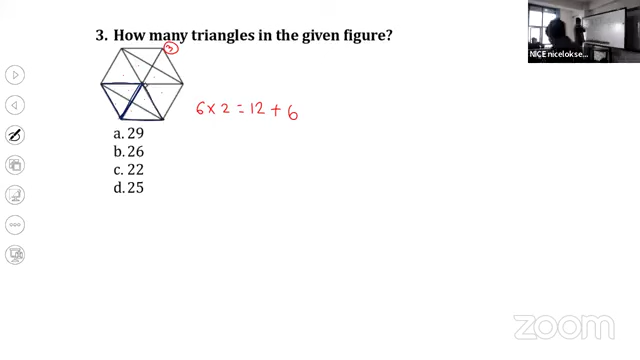 NICE nicelokse...
3. How many triangles in the given figure?
3
6 × 2 = 12 + 6
a. 29
b. 26
c. 22
d. 25
zoom